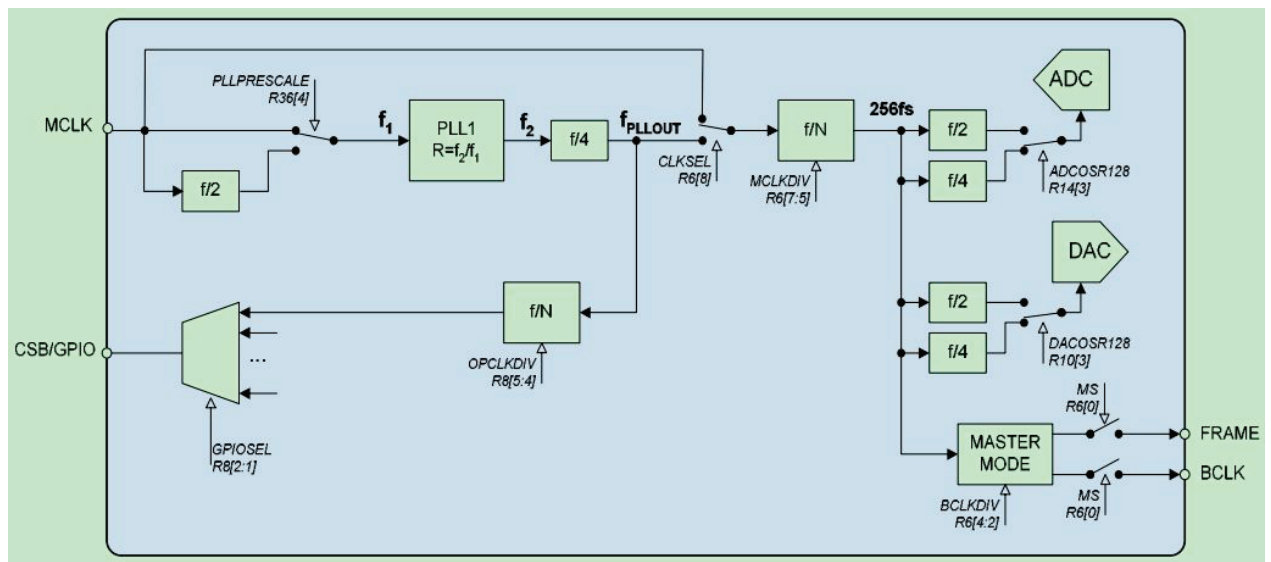 PLLPRESCALE
R36[4]
MCLK
f1
PLL1
R=f2/f1
f2
f/4
fPLLOUT
f/2
CLKSEL
R6[8]
f/N
MCLKDIV
R6[7:5]
256fs
f/2
f/4
ADC
ADCOSR128
R14[3]
DAC
f/2
f/4
DACOSR128
R10[3]
CSB/GPIO
...
GPIOSEL
R8[2:1]
f/N
OPCLKDIV
R8[5:4]
MASTER
MODE
BCLKDIV
R6[4:2]
MS
R6[0]
FRAME
BCLK
MS
R6[0]